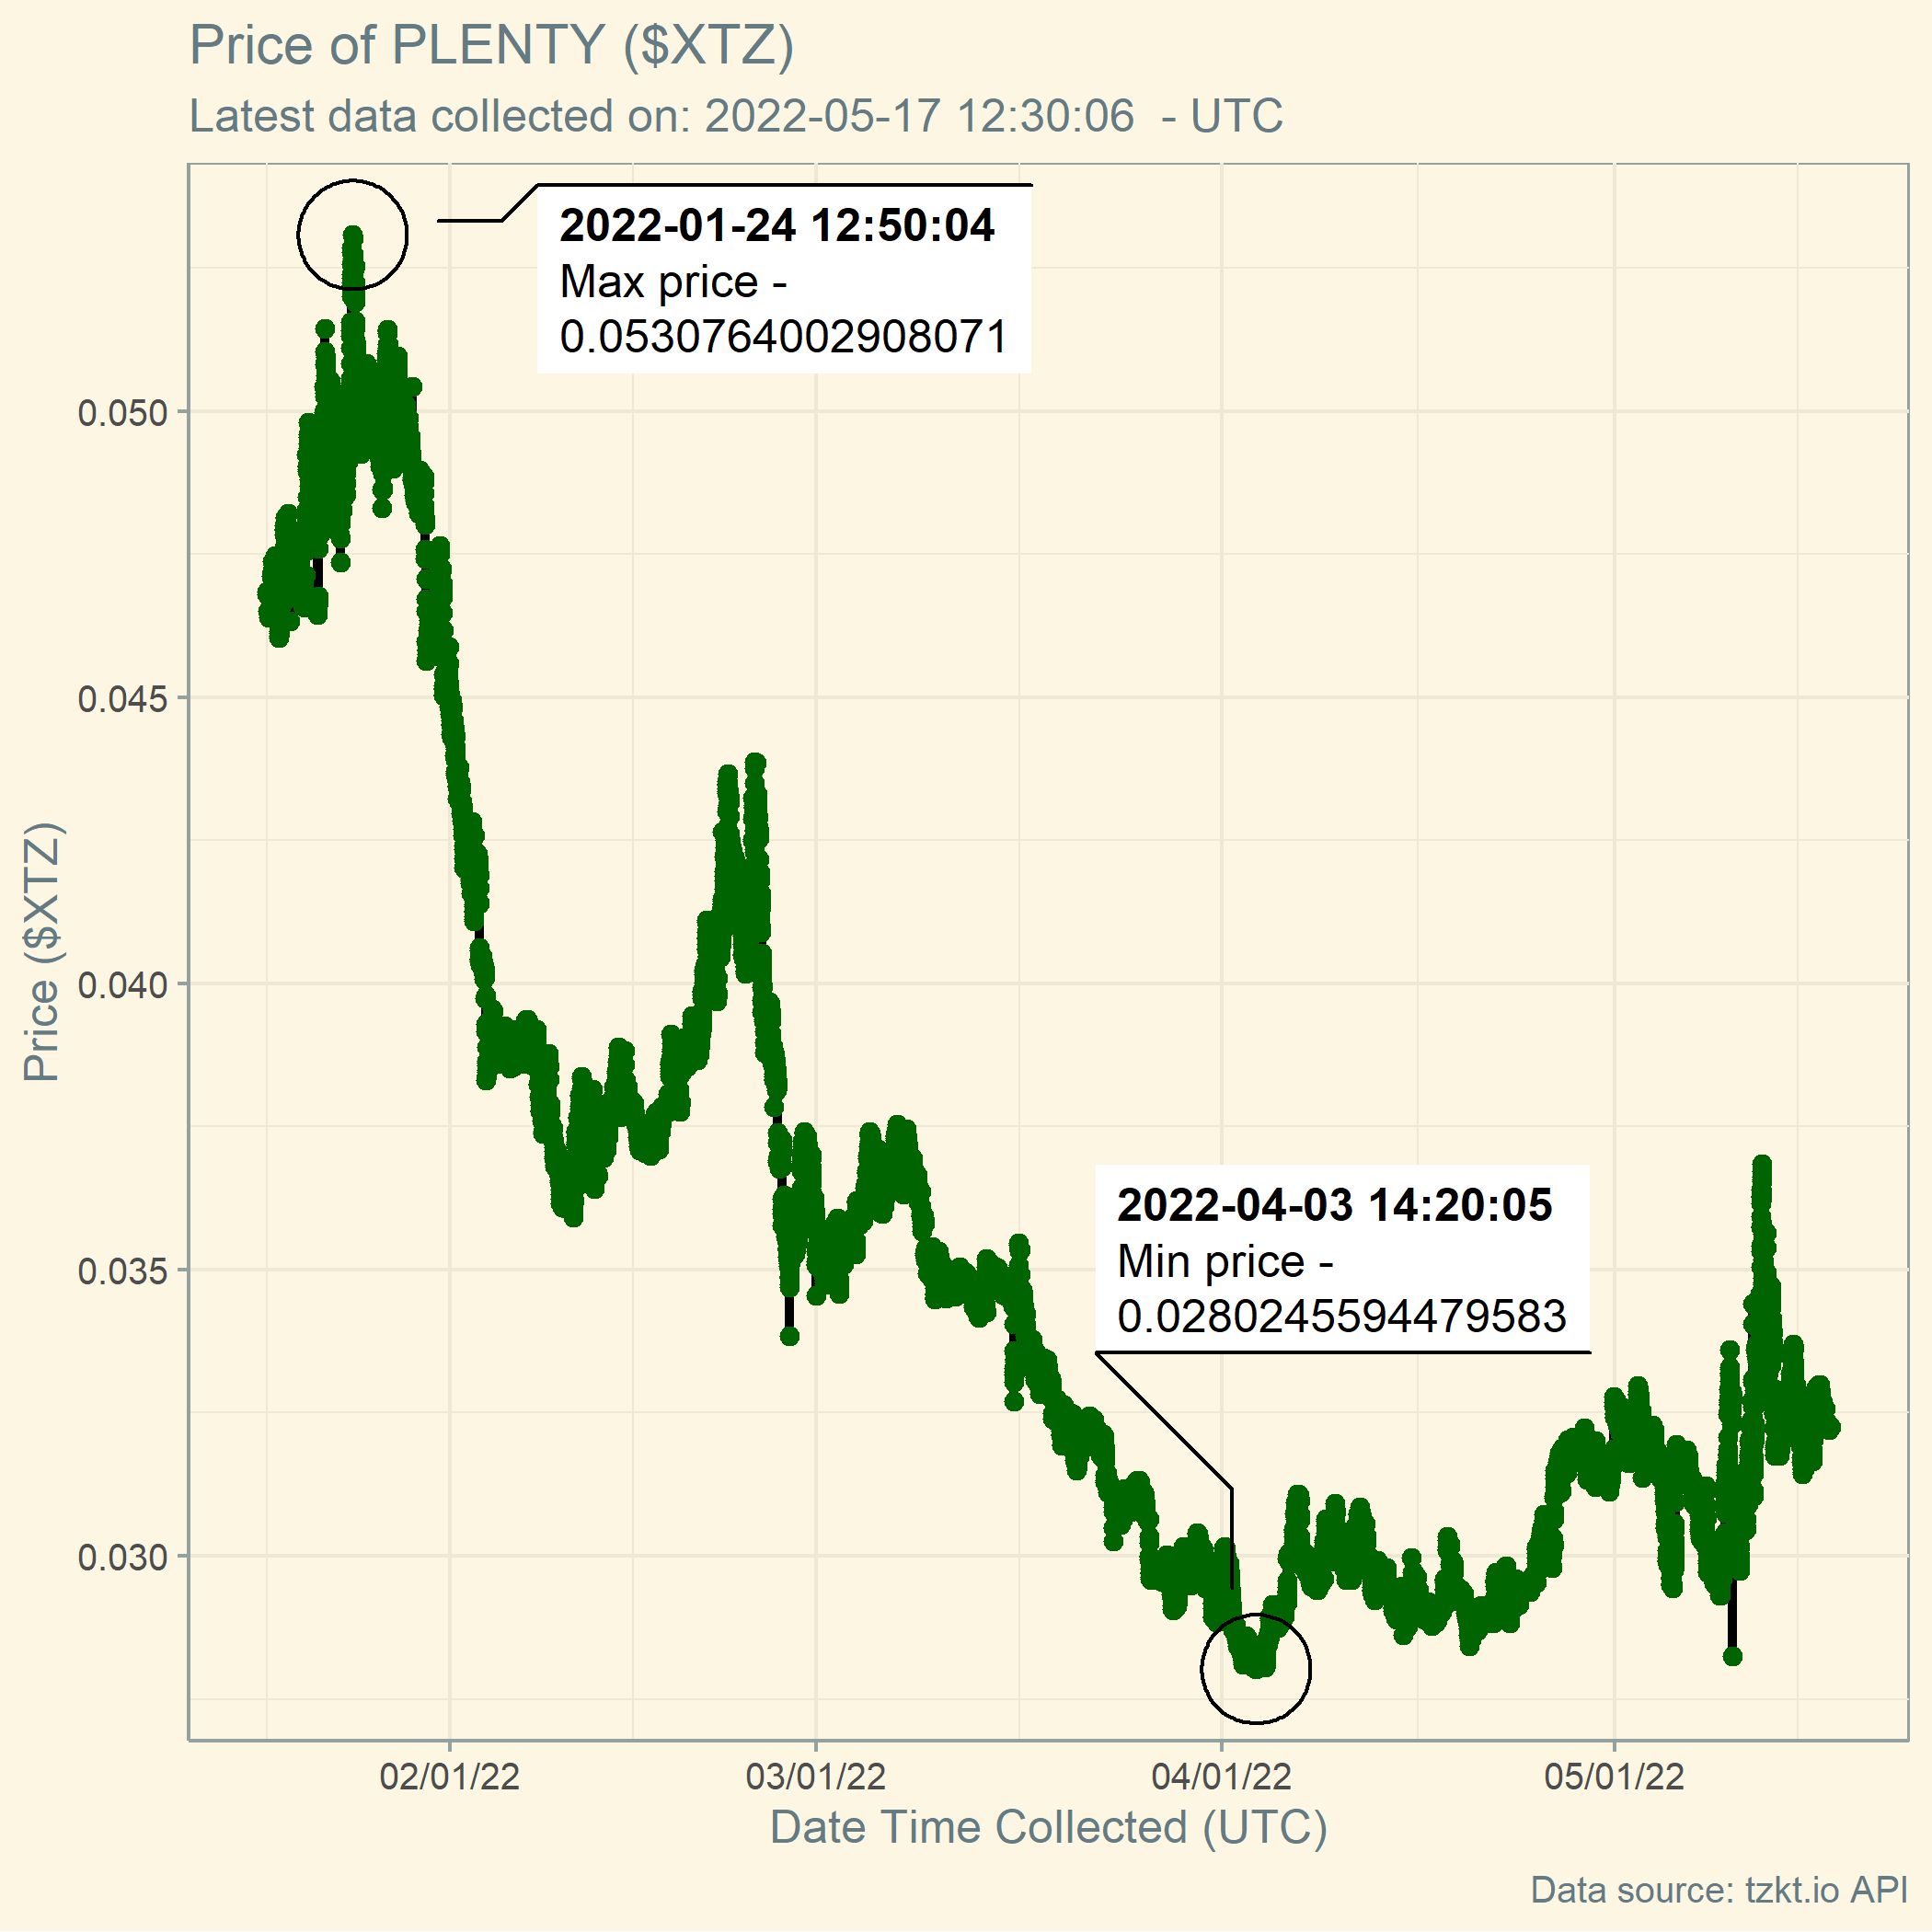 Price of PLENTY ($XTZ)
Latest data collected on: 2022-05-17 12:30:06  - UTC
2022-01-24 12:50:04
Max price -
0.0530764002908071
0.050
0.045
0.040
0.035
0.030
Price ($XTZ)
2022-04-03 14:20:05
Min price -
0.0280245594479583
02/01/22
03/01/22
04/01/22
05/01/22
Date Time Collected (UTC)
Data source: tzkt.io API